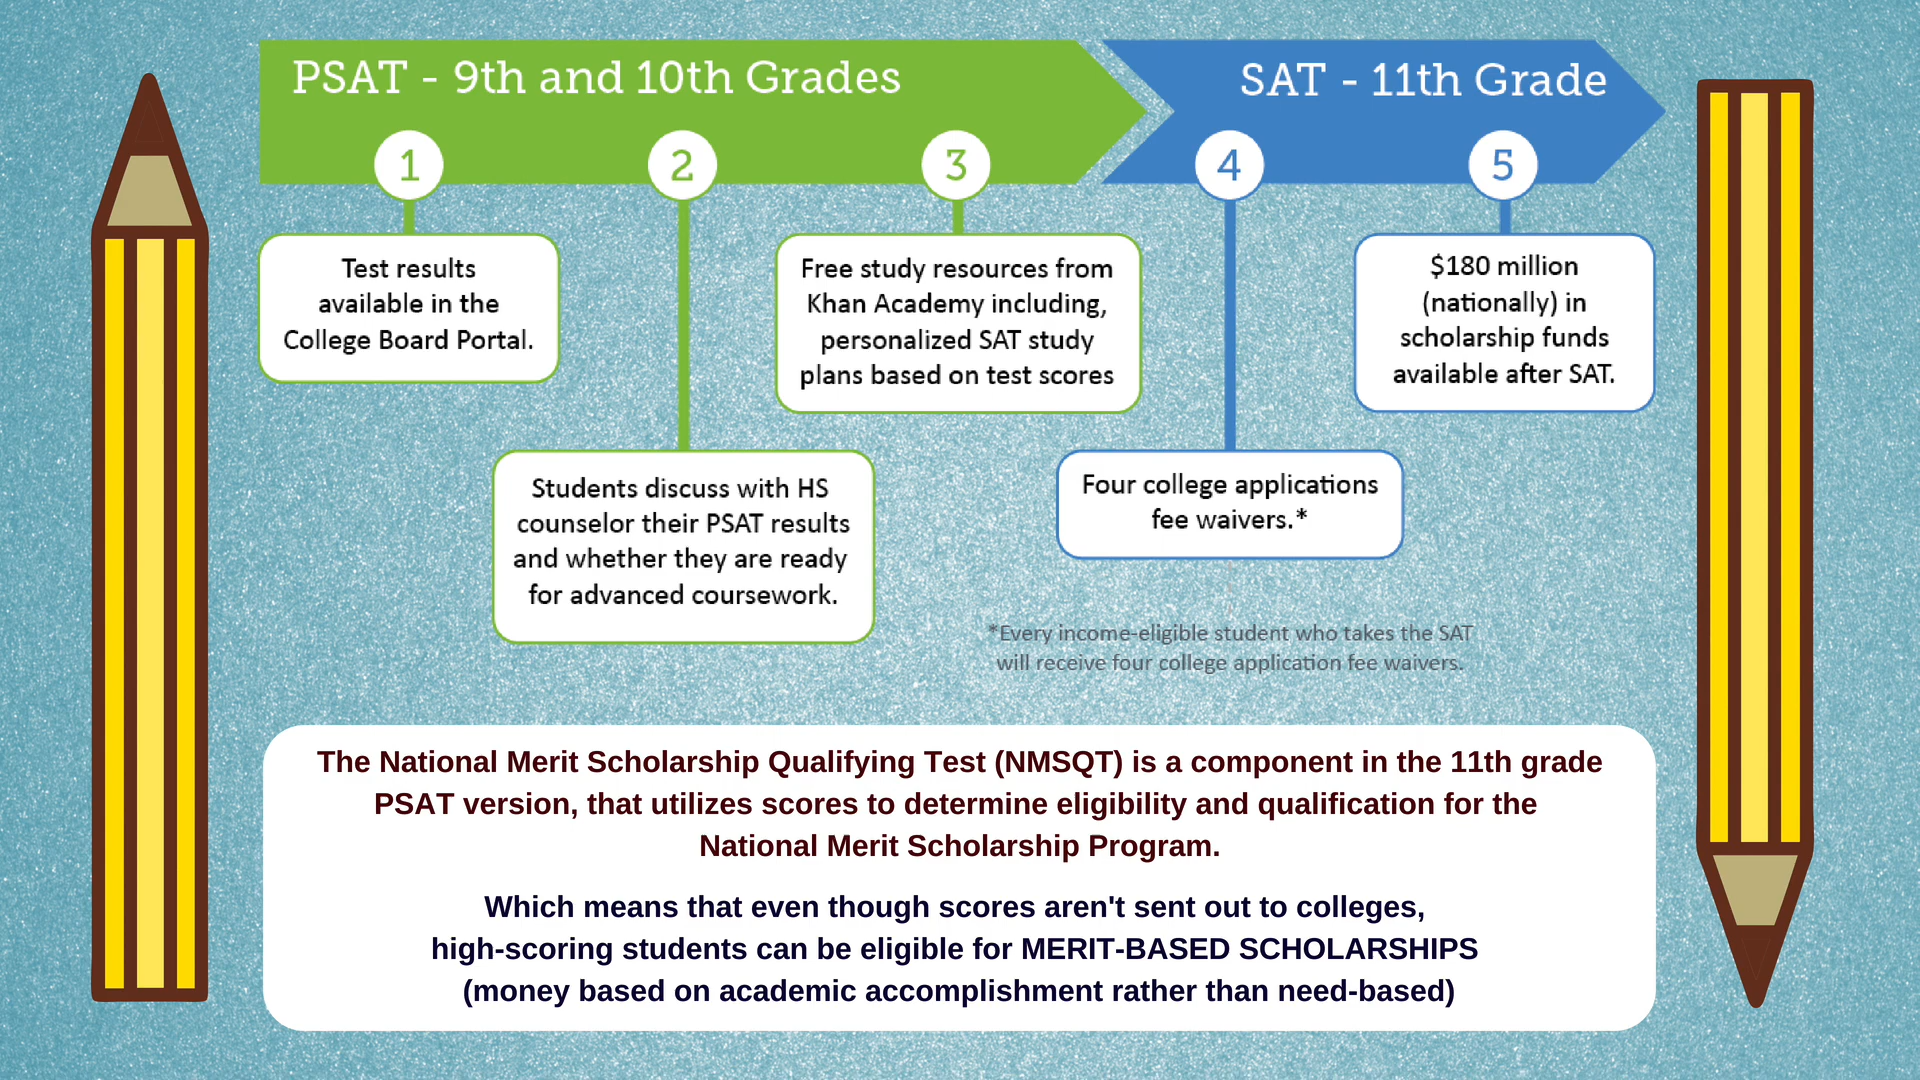 PSAT - 9th and 10th Grades
SAT - 11th Grade
1
2
3
4
5
Test results
available in the
College Board Portal.
Students discuss with HS
counselor their PSAT results
and whether they are ready
for advanced coursework.
Free study resources from
Khan Academy including,
personalized SAT study
plans based on test scores
Four college applications
fee waivers.*
$180 million
(nationally) in
scholarship funds
available after SAT.
*Every income-eligible student who takes the SAT
will receive four college application fee waivers.
The National Merit Scholarship Qualifying Test (NMSQT) is a component in the 11th grade
PSAT version, that utilizes scores to determine eligibility and qualification for the
National Merit Scholarship Program.
Which means that even though scores aren't sent out to colleges,
high-scoring students can be eligible for MERIT-BASED SCHOLARSHIPS
(money based on academic accomplishment rather than need-based)